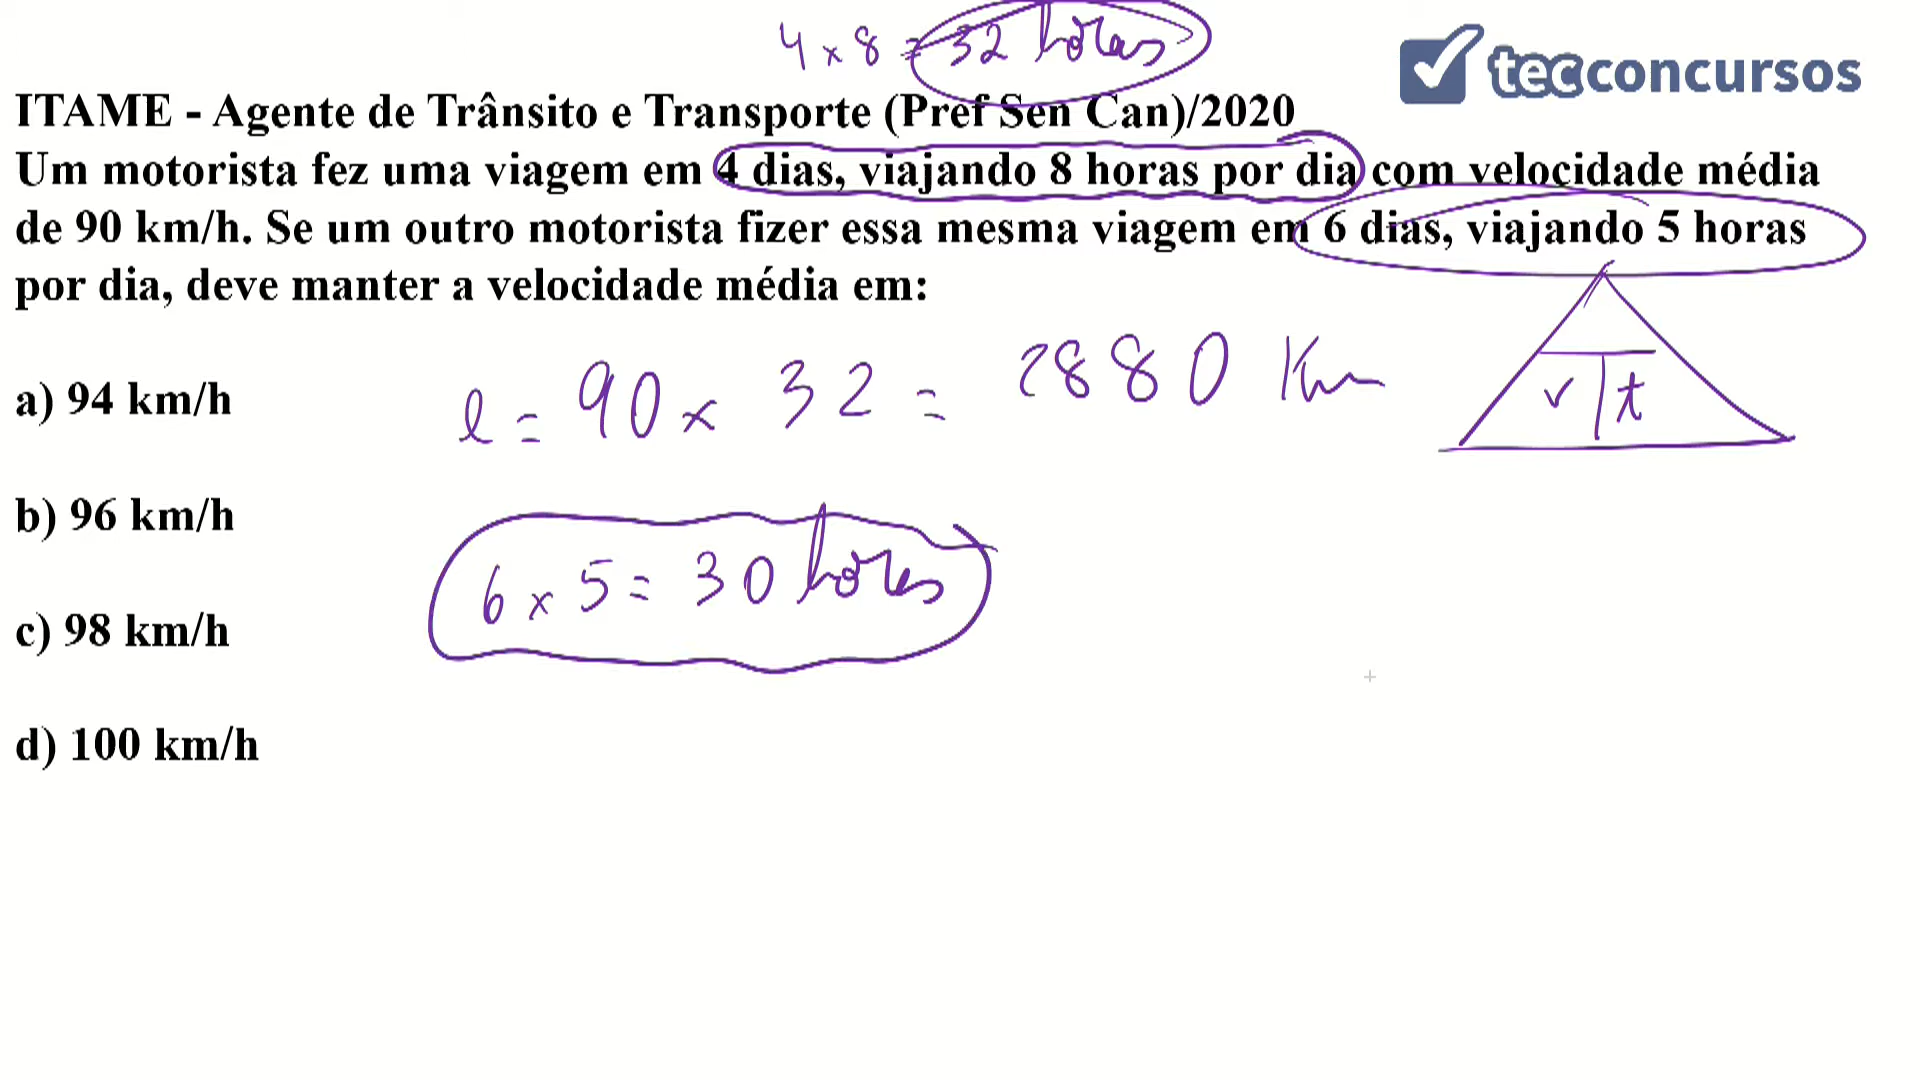 4 x 8 = 32 horas
tecconcursos
ITAME - Agente de Trânsito e Transporte (Pref Sen Can)/2020
Um motorista fez uma viagem em 4 dias, viajando 8 horas por dia com velocidade média
de 90 km/h. Se um outro motorista fizer essa mesma viagem em 6 dias, viajando 5 horas
por dia, deve manter a velocidade média em:
a) 94 km/h
e = 90 x 32 = 2880 Km
v t
b) 96 km/h
6 x 5 = 30 horas
c) 98 km/h
d) 100 km/h